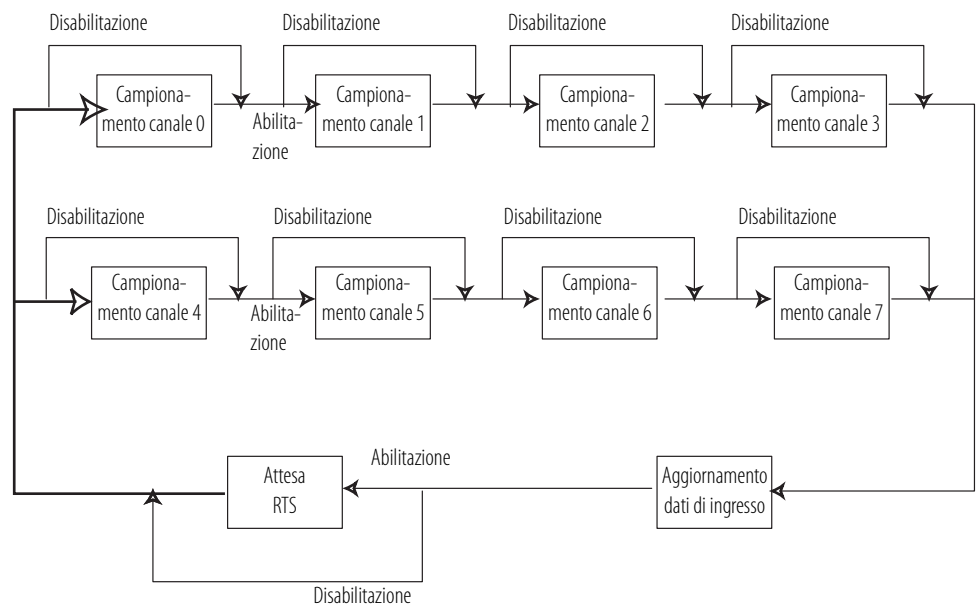 Disabilitazione
Disabilitazione
Disabilitazione
Disabilitazione
Campiona-
mento canale 0
Abilita-
zione
Campiona-
mento canale 1
Campiona-
mento canale 2
Campiona-
mento canale 3
Disabilitazione
Disabilitazione
Disabilitazione
Disabilitazione
Campiona-
mento canale 4
Abilita-
zione
Campiona-
mento canale 5
Campiona-
mento canale 6
Campiona-
mento canale 7
Attesa
RTS
Abilitazione
Aggiornamento
dati di ingresso
Disabilitazione